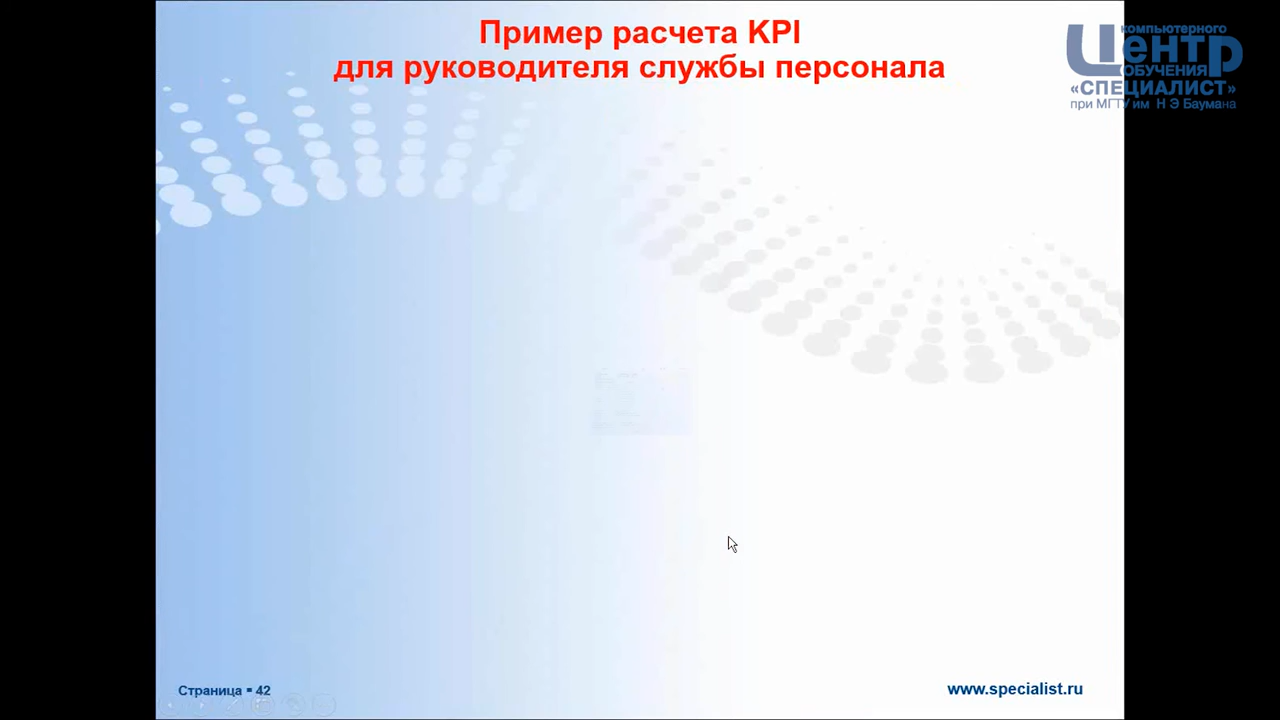 Пример расчета KPI
для руководителя службы персонала
компьютерного
Центр
ОБУЧЕНИЯ
«СПЕЦИАЛИСТ»
при МГТУ им Н Э Баумана
Страница ▪ 42
www.specialist.ru